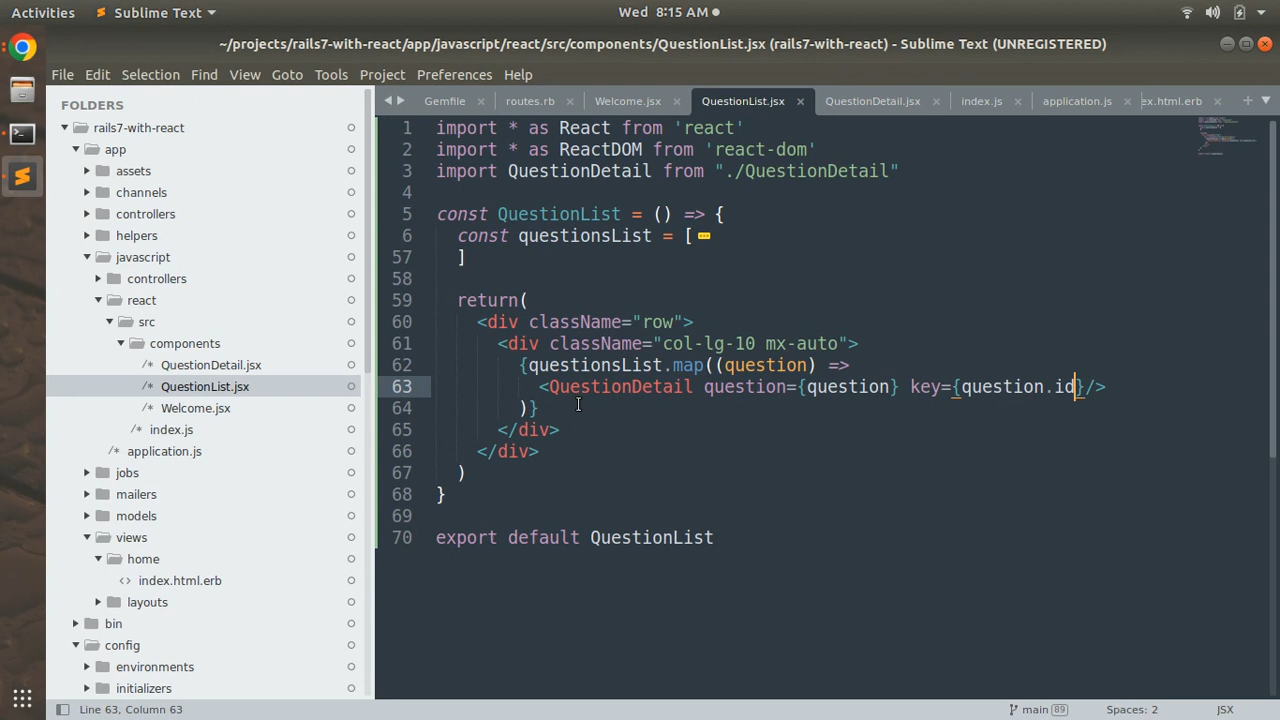 Activities Sublime Text Wed 8:15 AM
~/projects/rails7-with-react/app/javascript/react/src/components/QuestionList.jsx (rails7-with-react) - Sublime Text (UNREGISTERED)
File Edit Selection Find View Goto Tools Project Preferences Help
FOLDERS
rails7-with-react
app
assets
channels
controllers
helpers
javascript
controllers
react
src
components
/* QuestionDetail.jsx
/* QuestionList.jsx
/* Welcome.jsx
/* index.js
/* application.js
jobs
mailers
models
views
home
<> index.html.erb
layouts
bin
config
environments
initializers
Gemfile routes.rb Welcome.jsx QuestionList.jsx QuestionDetail.jsx index.js application.js ex.html.erb
1 import * as React from 'react'
2 import * as ReactDOM from 'react-dom'
3 import QuestionDetail from "./QuestionDetail"
4
5 const QuestionList = () => {
6 const questionsList = [
57 ]
58
59 return(
60 <div className="row">
61 <div className="col-lg-10 mx-auto">
62 {questionsList.map((question) =>
63 <QuestionDetail question={question} key={question.id}/>
64 )}
65 </div>
66 </div>
67 )
68 }
69
70 export default QuestionList
Line 63, Column 63 main 89 Spaces: 2 JSX